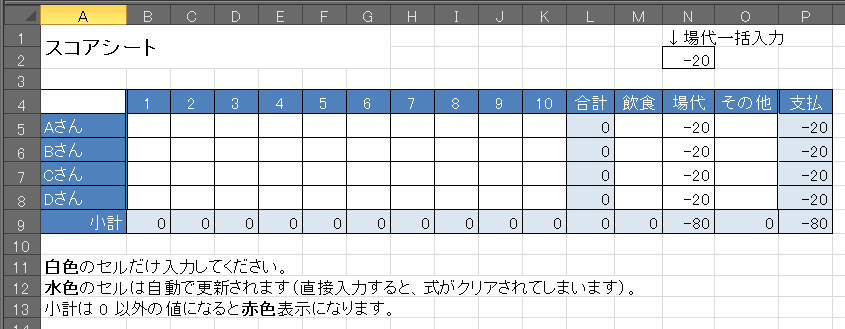 A B C D E F G H I J K L M N O P
1 スコアシート ↓場代一括入力
2 -20
3
4 1 2 3 4 5 6 7 8 9 10 合計 飲食 場代 その他 支払
5 Aさん 0 -20 -20
6 Bさん 0 -20 -20
7 Cさん 0 -20 -20
8 Dさん 0 -20 -20
9 小計 0 0 0 0 0 0 0 0 0 0 0 0 -80 0 -80
10
11 白色のセルだけ入力してください。
12 水色のセルは自動で更新されます(直接入力すると、式がクリアされてしまいます)。
13 小計は 0 以外の値になると赤色表示になります。